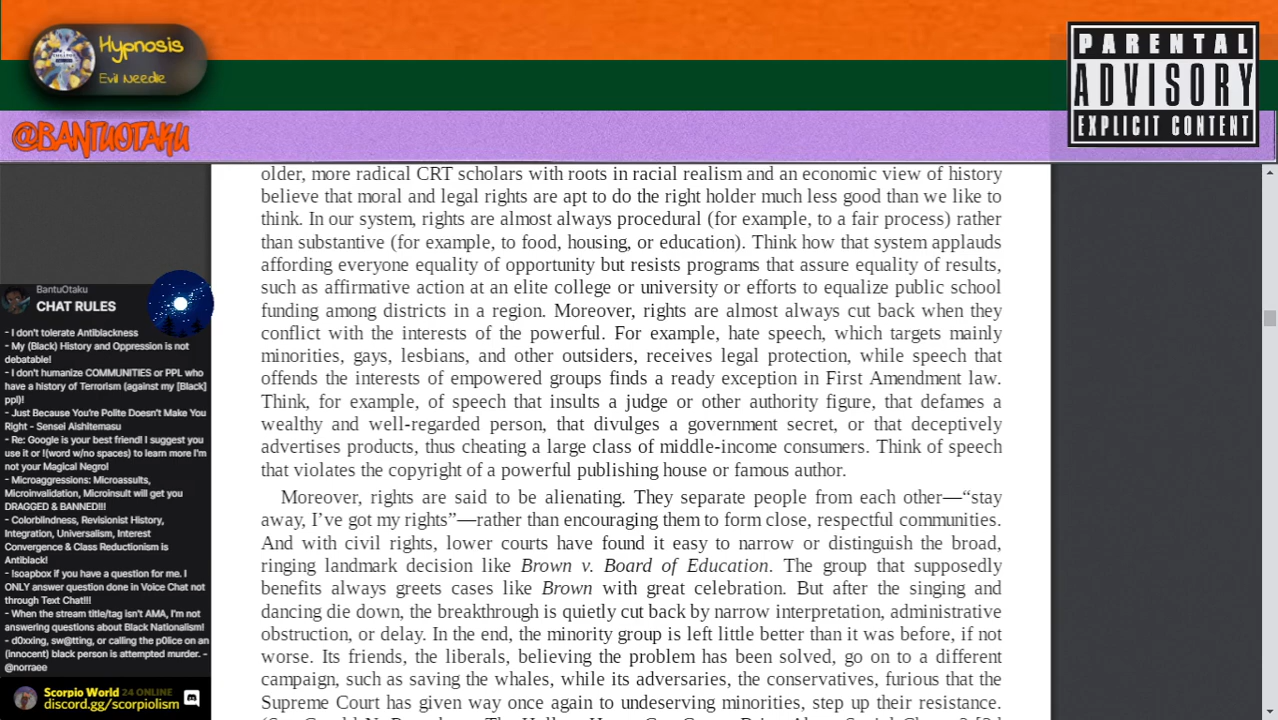 Hypnosis
Evil Needle
PARENTAL
ADVISORY
EXPLICIT CONTENT
@BANTUOTAKU
older, more radical CRT scholars with roots in racial realism and an economic view of history
believe that moral and legal rights are apt to do the right holder much less good than we like to
think. In our system, rights are almost always procedural (for example, to a fair process) rather
than substantive (for example, to food, housing, or education). Think how that system applauds
affording everyone equality of opportunity but resists programs that assure equality of results,
such as affirmative action at an elite college or university or efforts to equalize public school
funding among districts in a region. Moreover, rights are almost always cut back when they
conflict with the interests of the powerful. For example, hate speech, which targets mainly
minorities, gays, lesbians, and other outsiders, receives legal protection, while speech that
offends the interests of empowered groups finds a ready exception in First Amendment law.
Think, for example, of speech that insults a judge or other authority figure, that defames a
wealthy and well-regarded person, that divulges a government secret, or that deceptively
advertises products, thus cheating a large class of middle-income consumers. Think of speech
that violates the copyright of a powerful publishing house or famous author.
Moreover, rights are said to be alienating. They separate people from each other—“stay
away, I’ve got my rights”—rather than encouraging them to form close, respectful communities.
And with civil rights, lower courts have found it easy to narrow or distinguish the broad,
ringing landmark decision like Brown v. Board of Education. The group that supposedly
benefits always greets cases like Brown with great celebration. But after the singing and
dancing die down, the breakthrough is quietly cut back by narrow interpretation, administrative
obstruction, or delay. In the end, the minority group is left little better than it was before, if not
worse. Its friends, the liberals, believing the problem has been solved, go on to a different
campaign, such as saving the whales, while its adversaries, the conservatives, furious that the
Supreme Court has given way once again to undeserving minorities, step up their resistance.
BantuOtaku
CHAT RULES
- I don't tolerate Antiblackness
- My (Black) History and Oppression is not
debatable!
- I don't humanize COMMUNITIES or PPL who
have a history of Terrorism (against my [Black]
ppl)!
- Just Because You're Polite Doesn't Make You
Right - Sensei Aishitemasu
- Re: Google is your best friend! I suggest you
use it or !(word w/no spaces) to learn more I'm
not your Magical Negro!
- Microaggressions: Microassults,
Microinvalidation, Microinsult will get you
DRAGGED & BANNED!!!
- Colorblindness, Revisionist History,
Integration, Universalism, Interest
Convergence & Class Reductionism is
Antiblack!
- !soapbox if you have a question for me. I
ONLY answer question done in Voice Chat not
through Text Chat!!!
- When the stream title/tag isn't AMA, I'm not
answering questions about Black Nationalism!
- d0xxing, sw@tting, or calling the p0lice on an
(innocent) black person is attempted murder. -
@norraee
Scorpio World 24 ONLINE
discord.gg/scorpiolism